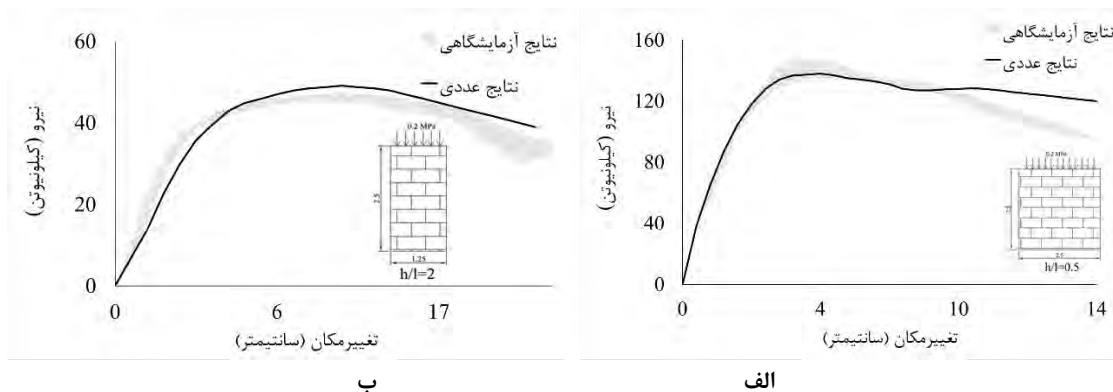 نتایج آزمایشگاهی
نتایج عددی
نیرو (کیلونیوتن)
160
120
80
40
0
0
4
10
14
0.2 MPa
2.5
h/l=0.5
تغییرمکان (سانتیمتر)
الف
نتایج آزمایشگاهی
نتایج عددی
نیرو (کیلونیوتن)
60
40
20
0
0
6
17
0.2 MPa
2.5
1.25
h/l=2
تغییرمکان (سانتیمتر)
ب